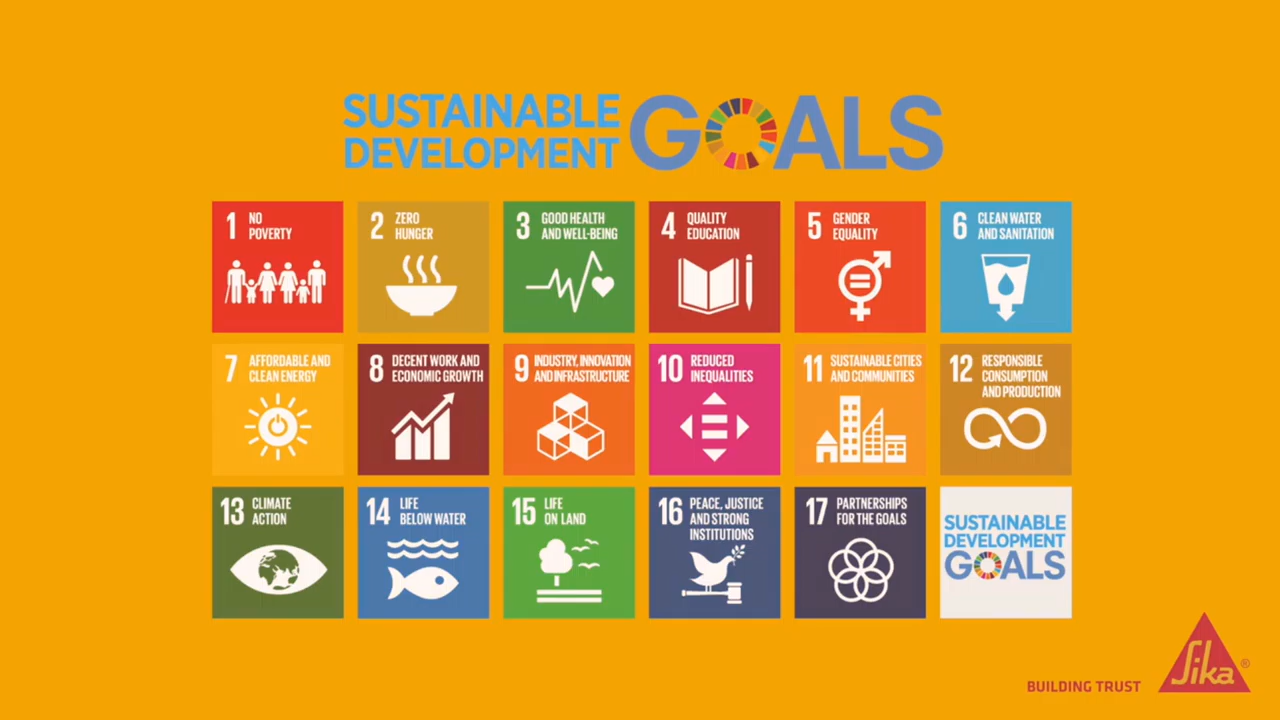 SUSTAINABLE
DEVELOPMENT
GOALS
1 NO
POVERTY
2 ZERO
HUNGER
3 GOOD HEALTH
AND WELL-BEING
4 QUALITY
EDUCATION
5 GENDER
EQUALITY
6 CLEAN WATER
AND SANITATION
7 AFFORDABLE AND
CLEAN ENERGY
8 DECENT WORK AND
ECONOMIC GROWTH
9 INDUSTRY, INNOVATION
AND INFRASTRUCTURE
10 REDUCED
INEQUALITIES
11 SUSTAINABLE CITIES
AND COMMUNITIES
12 RESPONSIBLE
CONSUMPTION
AND PRODUCTION
13 CLIMATE
ACTION
14 LIFE
BELOW WATER
15 LIFE
ON LAND
16 PEACE, JUSTICE
AND STRONG
INSTITUTIONS
17 PARTNERSHIPS
FOR THE GOALS
SUSTAINABLE
DEVELOPMENT
GOALS
BUILDING TRUST
Sika®